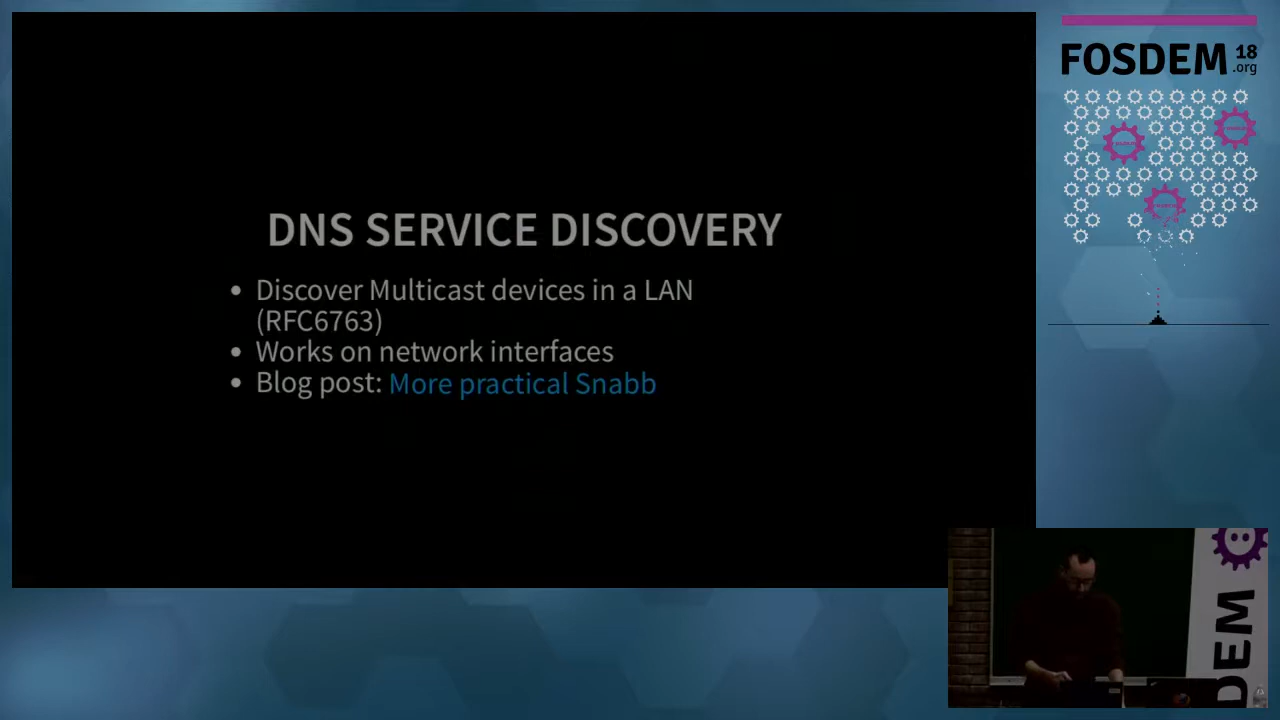 DNS SERVICE DISCOVERY
• Discover Multicast devices in a LAN
(RFC6763)
• Works on network interfaces
• Blog post: More practical Snabb
FOSDEM 18
.org
DEM